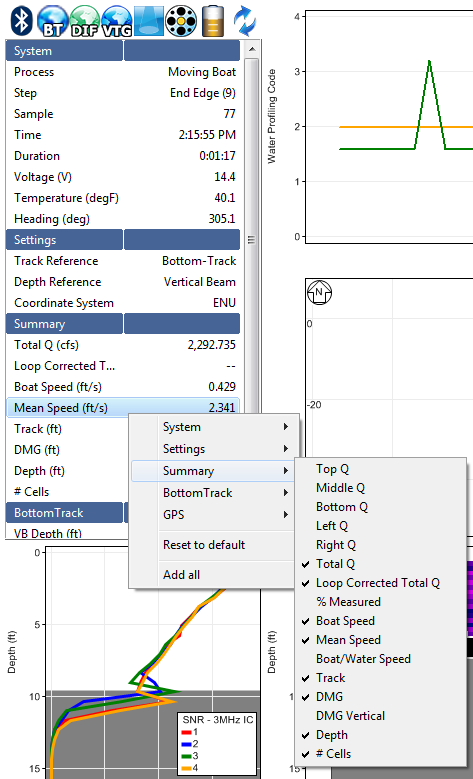 BT DIF VTG
System
Process Moving Boat
Step End Edge (9)
Sample 77
Time 2:15:55 PM
Duration 0:01:17
Voltage (V) 14.4
Temperature (degF) 40.1
Heading (deg) 305.1
Settings
Track Reference Bottom-Track
Depth Reference Vertical Beam
Coordinate System ENU
Summary
Total Q (cfs) 2,292.735
Loop Corrected T... --
Boat Speed (ft/s) 0.429
Mean Speed (ft/s) 2.341
Track (ft)
DMG (ft)
Depth (ft)
# Cells
BottomTrack
VB Depth (ft)
System
Settings
Summary
BottomTrack
GPS
Reset to default
Add all
Top Q
Middle Q
Bottom Q
Left Q
Right Q
Total Q
Loop Corrected Total Q
% Measured
Boat Speed
Mean Speed
Boat/Water Speed
Track
DMG
DMG Vertical
Depth
# Cells
Water Profiling Code
4
3
2
1
0
N
0
-20
Depth (ft)
0
5
10
15
SNR - 3MHz IC
1
2
3
4
Depth (ft)
1
15